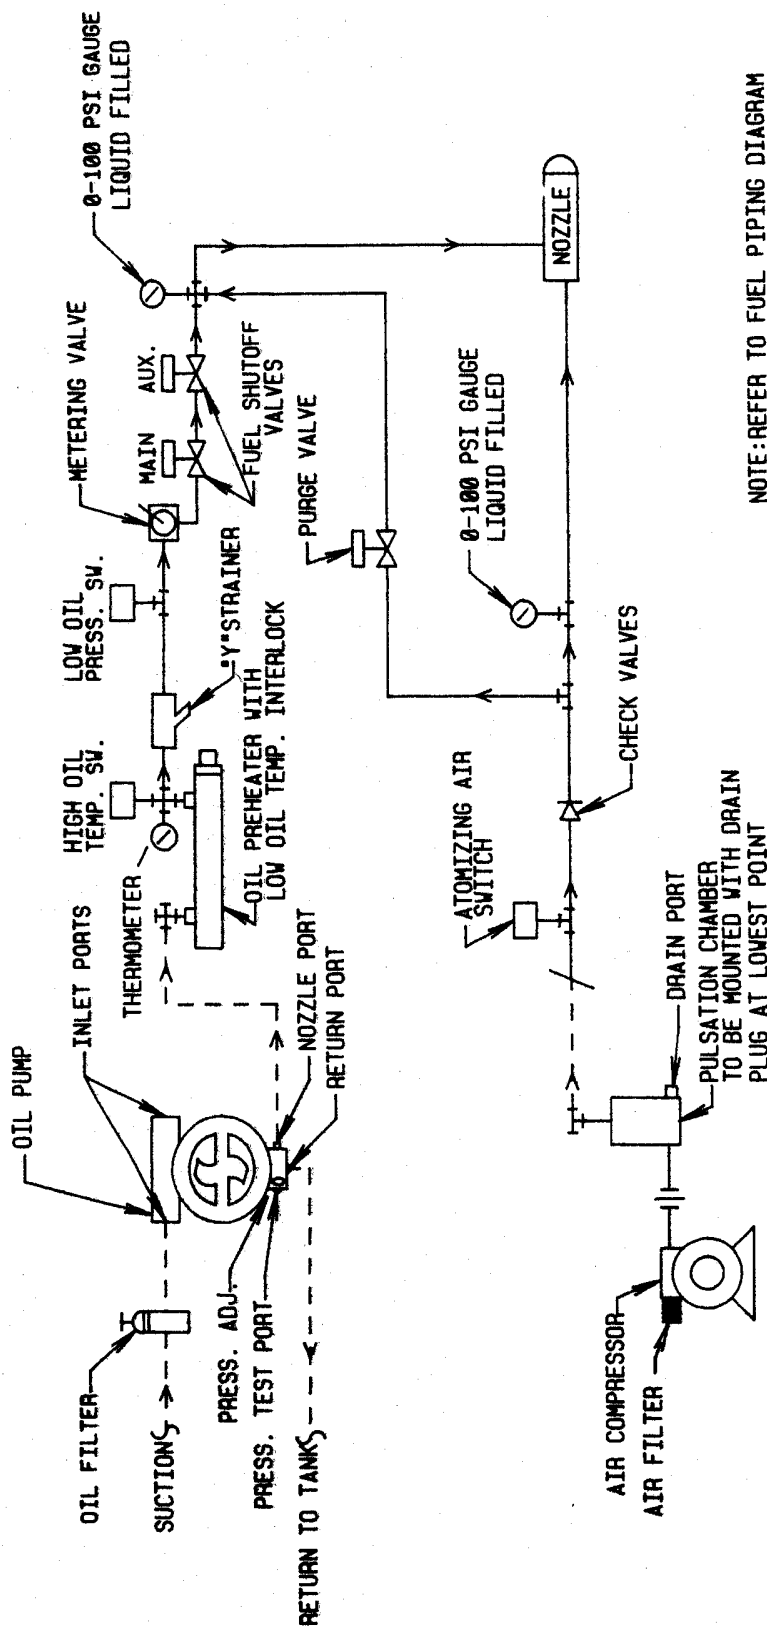 OIL FILTER
SUCTION
OIL PUMP
INLET PORTS
PRESS. ADJ.
PRESS. TEST PORT
RETURN TO TANK
NOZZLE PORT
RETURN PORT
THERMOMETER
HIGH OIL
TEMP. SW.
OIL PREHEATER WITH
LOW OIL TEMP. INTERLOCK
"Y" STRAINER
LOW OIL
PRESS. SW.
METERING VALVE
MAIN
AUX.
FUEL SHUTOFF
VALVES
0-100 PSI GAUGE
LIQUID FILLED
PURGE VALVE
0-100 PSI GAUGE
LIQUID FILLED
NOZZLE
ATOMIZING AIR
SWITCH
CHECK VALVES
AIR COMPRESSOR
AIR FILTER
DRAIN PORT
PULSATION CHAMBER
TO BE MOUNTED WITH DRAIN
PLUG AT LOWEST POINT
NOTE:REFER TO FUEL PIPING DIAGRAM